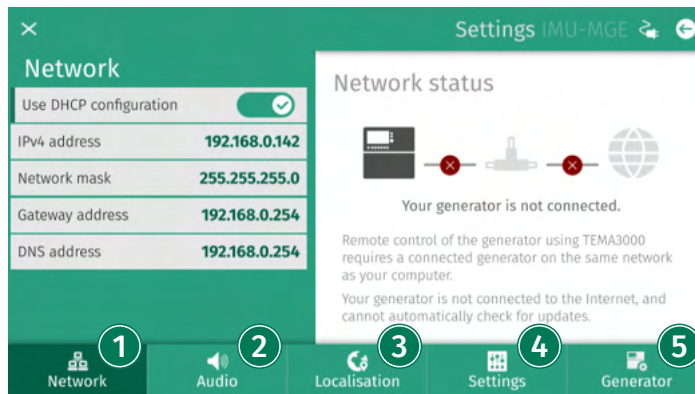 Settings IMU-MGE
Network
Use DHCP configuration
IPv4 address 192.168.0.142
Network mask 255.255.255.0
Gateway address 192.168.0.254
DNS address 192.168.0.254
Network status
Your generator is not connected.
Remote control of the generator using TEMA3000
requires a connected generator on the same network
as your computer.
Your generator is not connected to the Internet, and
cannot automatically check for updates.
1 2 3 4 5
Network Audio Localisation Settings Generator